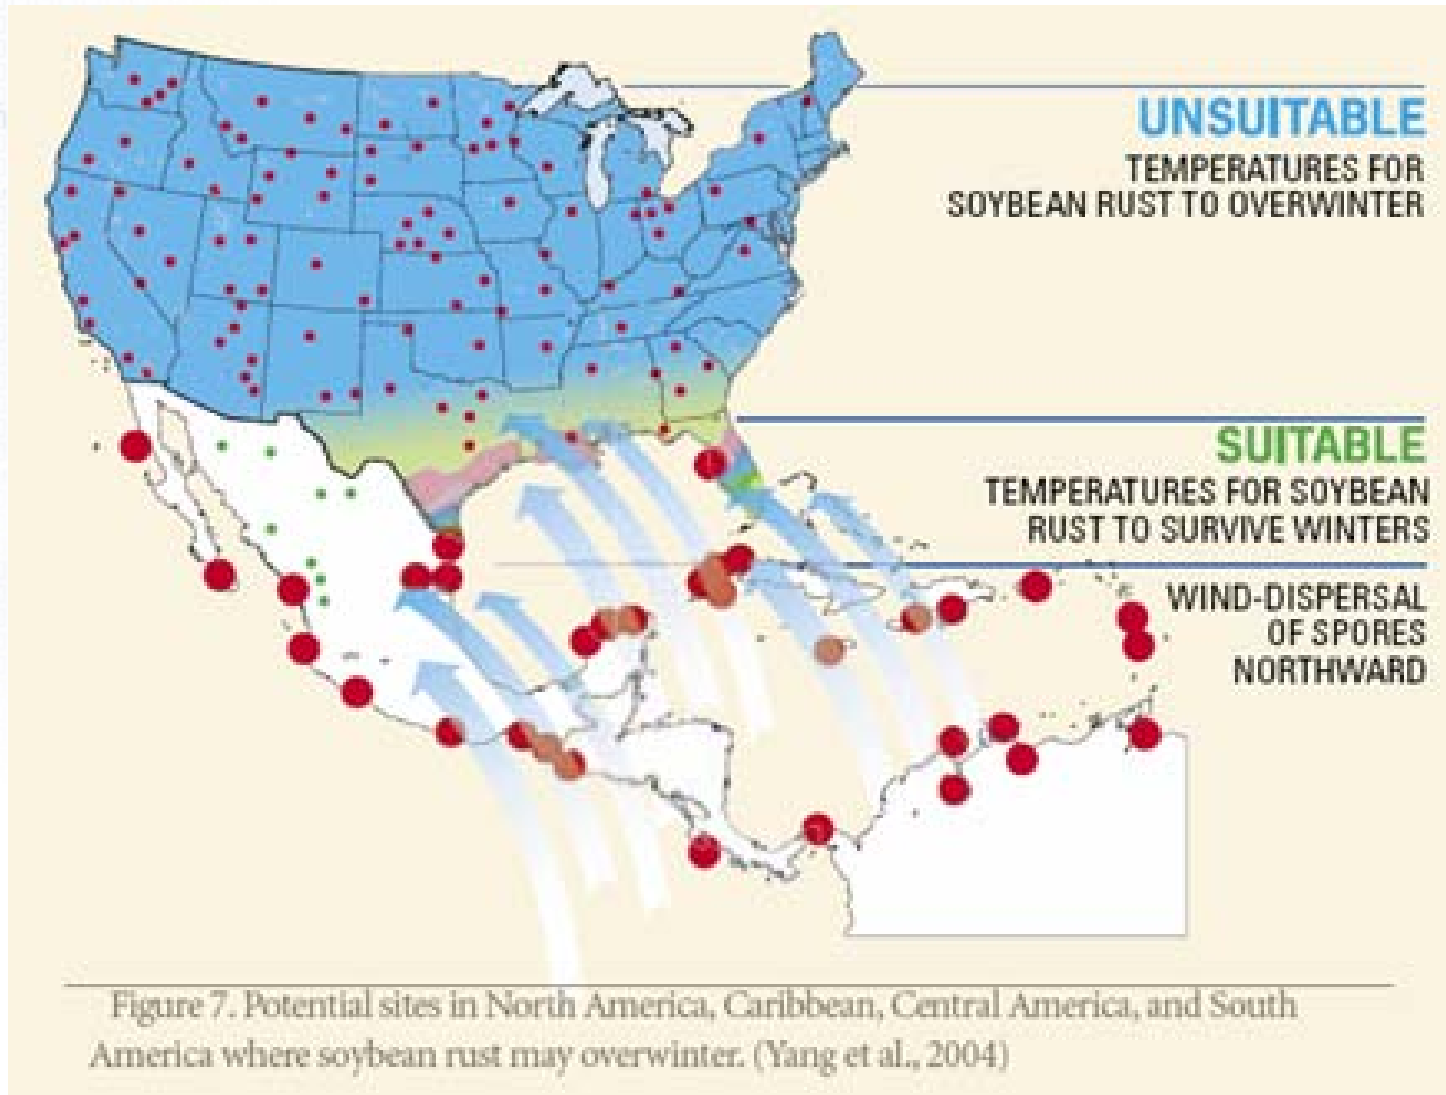 UNSUITABLE
TEMPERATURES FOR
SOYBEAN RUST TO OVERWINTER
SUITABLE
TEMPERATURES FOR SOYBEAN
RUST TO SURVIVE WINTERS
WIND-DISPERSAL
OF SPORES
NORTHWARD
Figure 7. Potential sites in North America, Caribbean, Central America, and South
America where soybean rust may overwinter. (Yang et al., 2004)